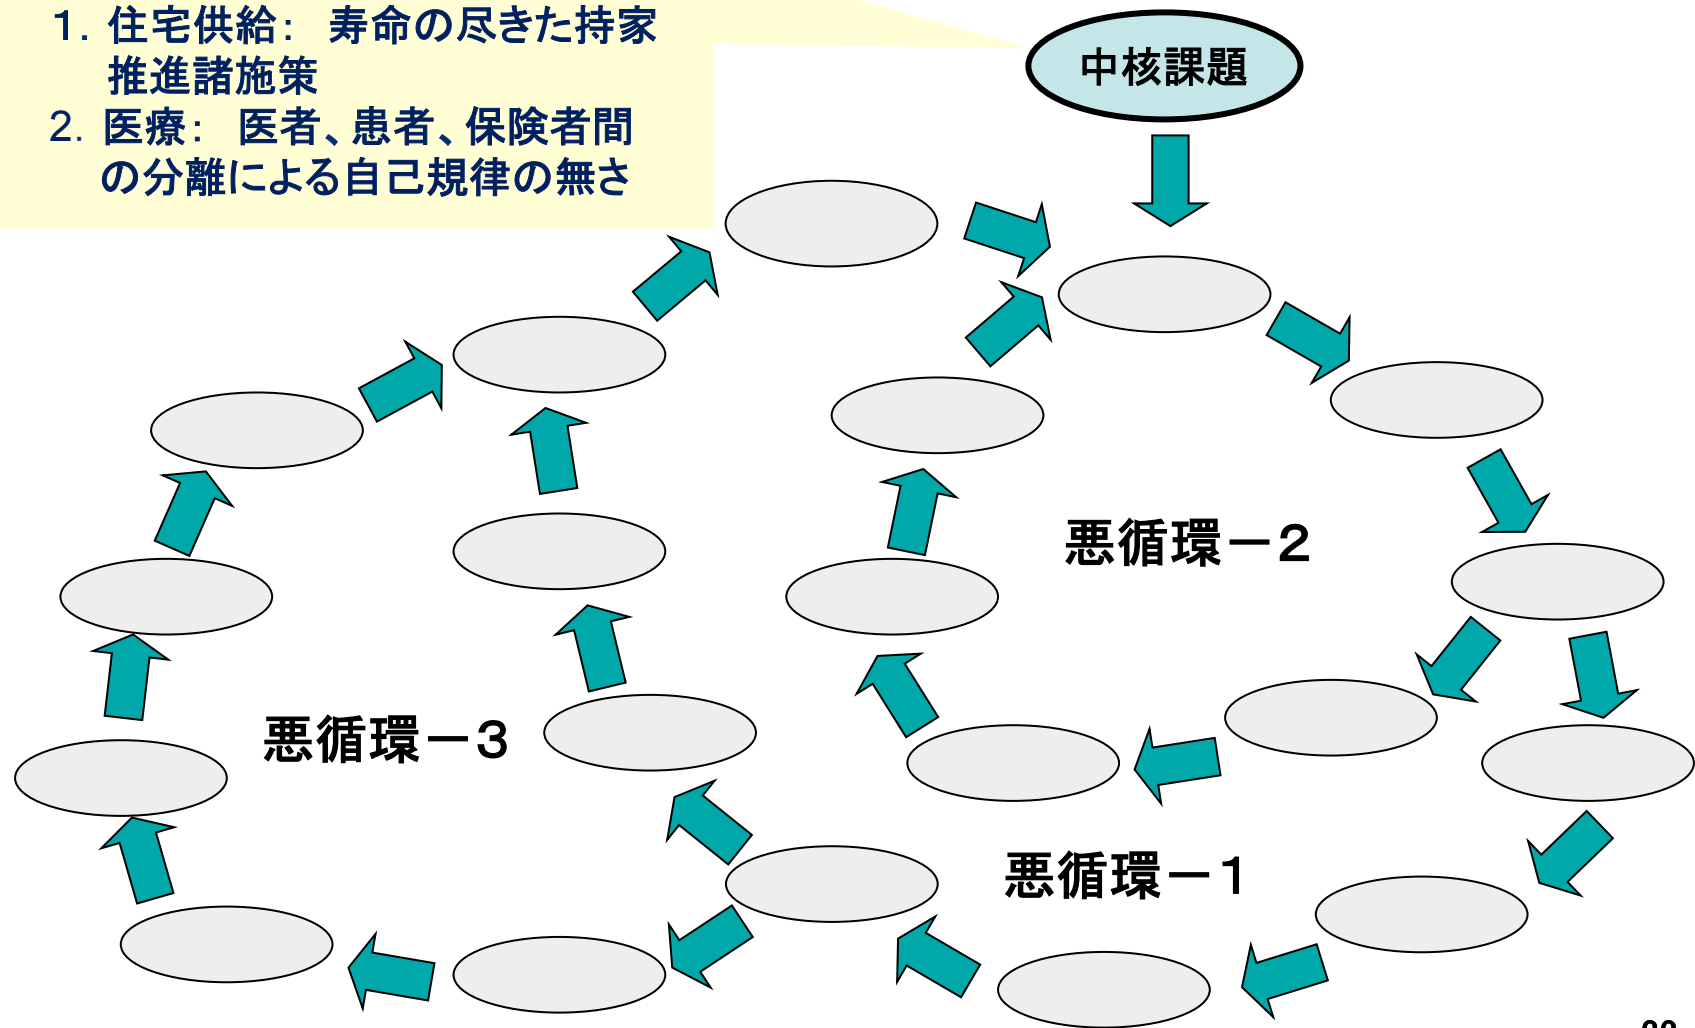 １．住宅供給：　寿命の尽きた持家
推進諸施策
２．医療：　医者、患者、保険者間
の分離による自己規律の無さ
中核課題
悪循環－２
悪循環－３
悪循環－１